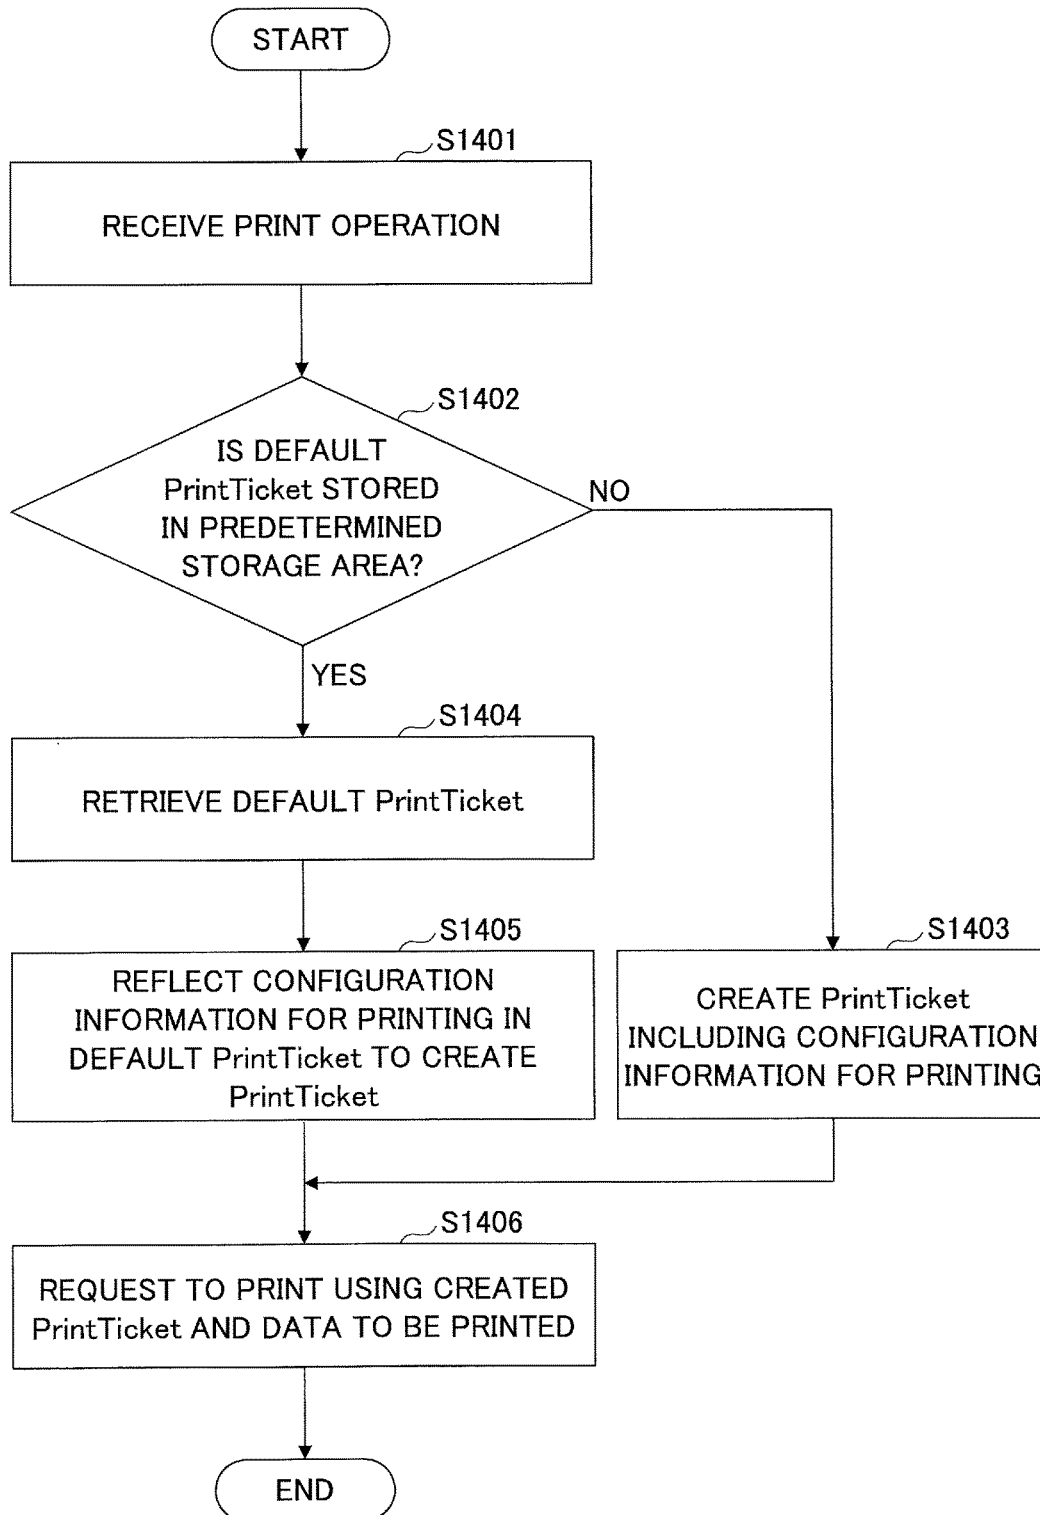 START
S1401
RECEIVE PRINT OPERATION
S1402
IS DEFAULT
PrintTicket STORED
IN PREDETERMINED
STORAGE AREA?
NO
YES
S1404
RETRIEVE DEFAULT PrintTicket
S1405
REFLECT CONFIGURATION
INFORMATION FOR PRINTING IN
DEFAULT PrintTicket TO CREATE
PrintTicket
S1403
CREATE PrintTicket
INCLUDING CONFIGURATION
INFORMATION FOR PRINTING
S1406
REQUEST TO PRINT USING CREATED
PrintTicket AND DATA TO BE PRINTED
END